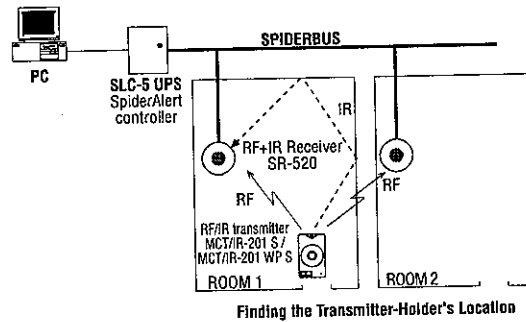 SPIDERBUS
PC
SLC-5 UPS
SpiderAlert
controller
IR
RF+IR Receiver
SR-520
RF
RF
RF/IR transmitter
MCT/IR-201 S /
MCT/IR-201 WP S
ROOM 1
ROOM 2
Finding the Transmitter-Holder's Location